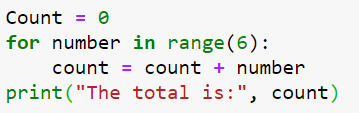 Count = 0
for number in range(6):
    count = count + number
print("The total is:", count)